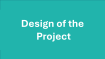 Design of the
Project